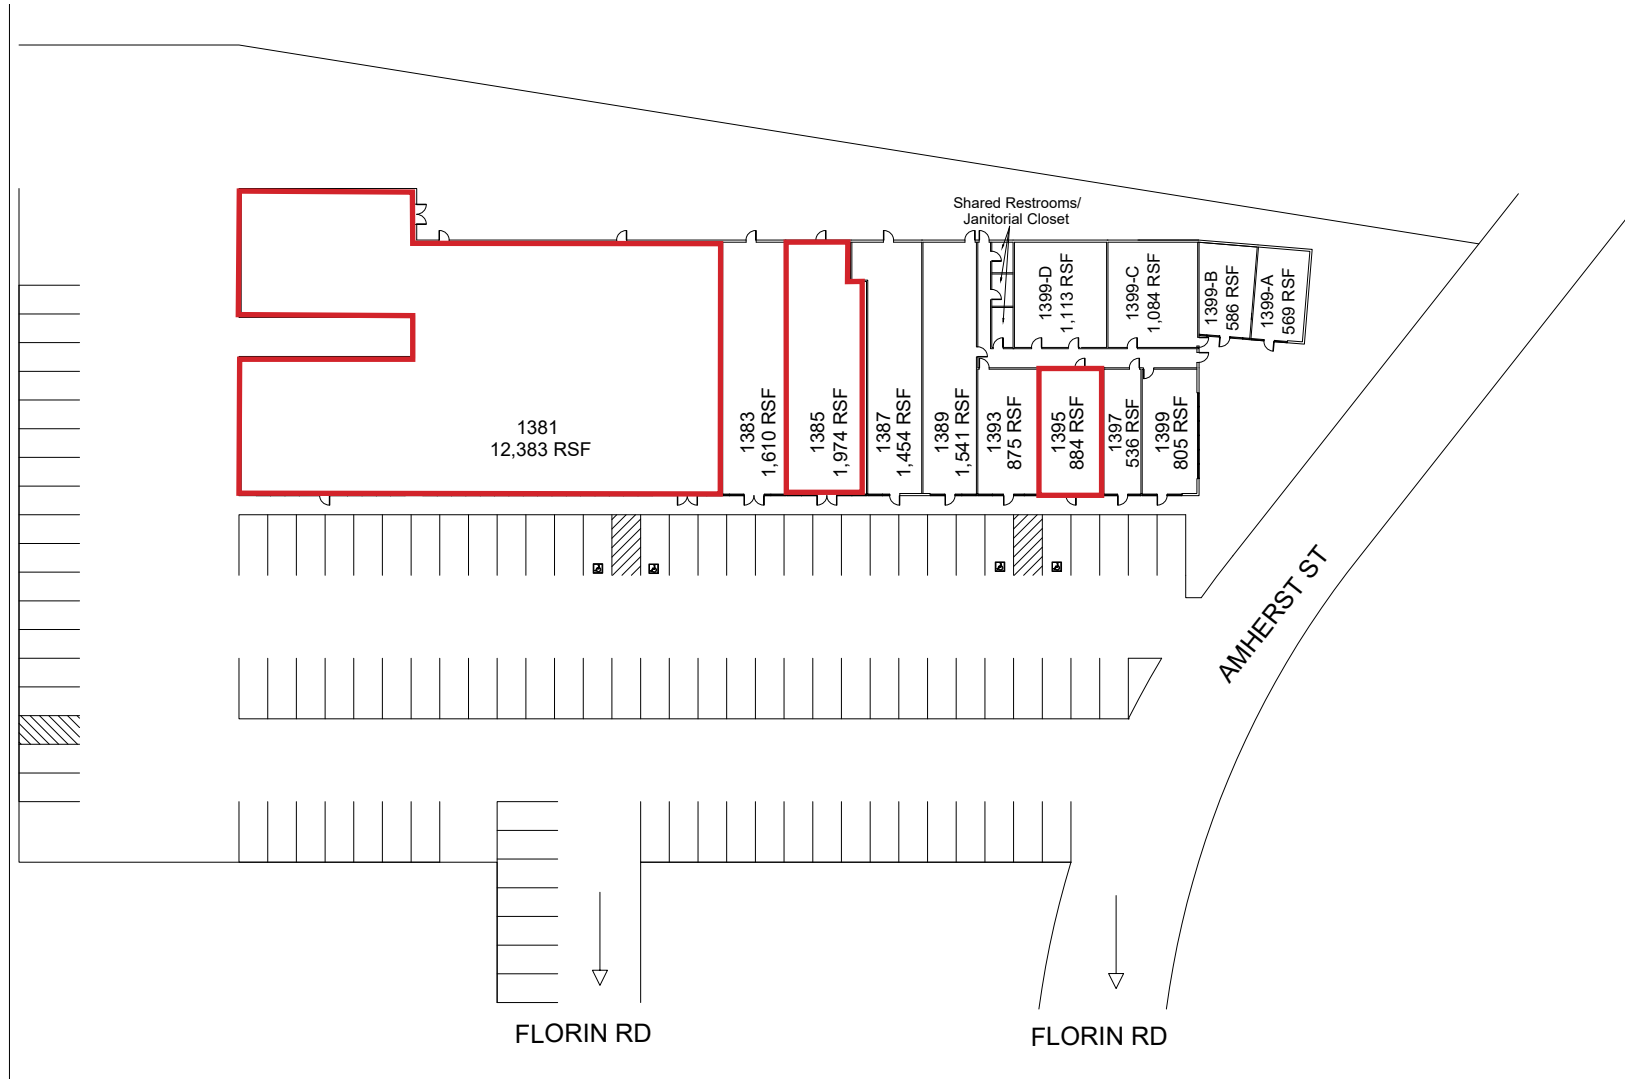 Shared Restrooms/
Janitorial Closet
1381
12,383 RSF
1383
1,610 RSF
1385
1,974 RSF
1387
1,454 RSF
1389
1,541 RSF
1393
875 RSF
1395
884 RSF
1397
536 RSF
1399
805 RSF
1399-D
1,113 RSF
1399-C
1,084 RSF
1399-B
586 RSF
1399-A
569 RSF
AMHERST ST
FLORIN RD
FLORIN RD